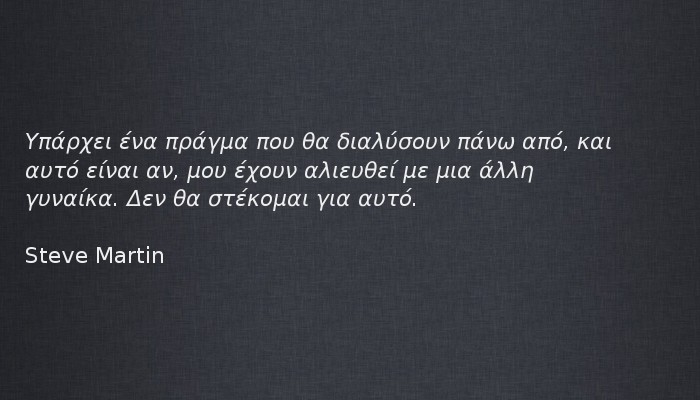 Υπάρχει ένα πράγμα που θα διαλύσουν πάνω από, και
αυτό είναι αν, μου έχουν αλιευθεί με μια άλλη
γυναίκα. Δεν θα στέκομαι για αυτό.
Steve Martin